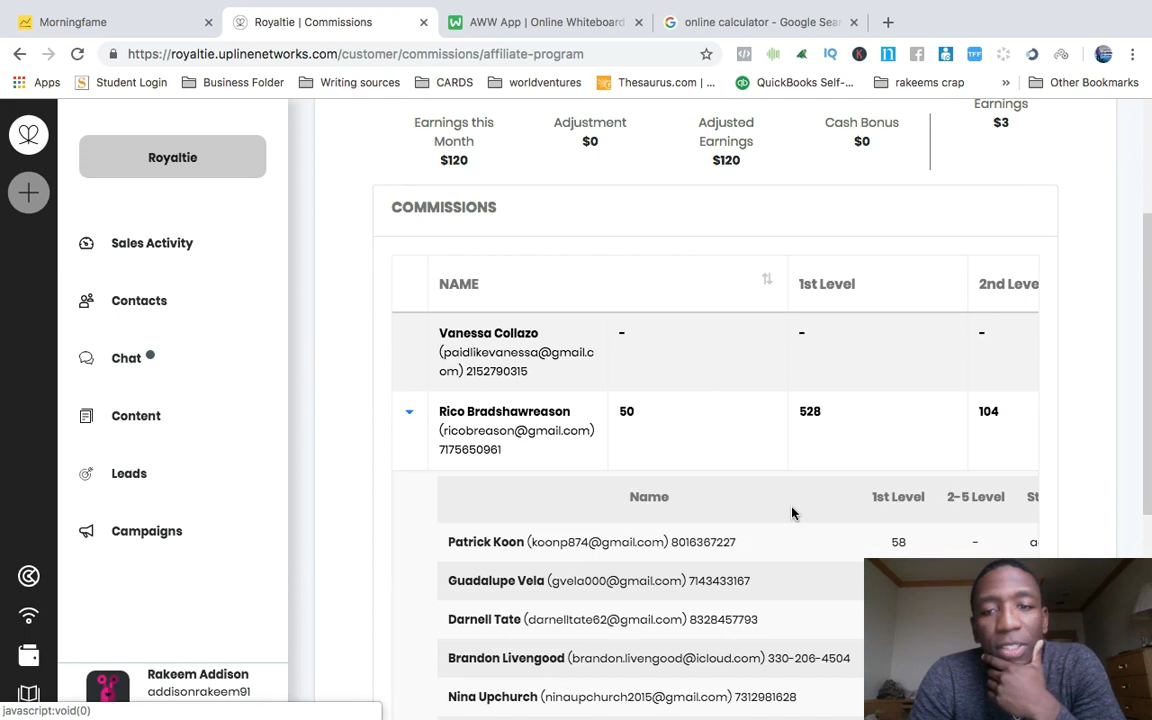 Morningfame
Royaltie | Commissions
AWW App | Online Whiteboard
online calculator - Google Sear
https://royaltie.uplinenetworks.com/customer/commissions/affiliate-program
Apps
Student Login
Business Folder
Writing sources
CARDS
worldventures
Thesaurus.com | ...
QuickBooks Self-...
rakeems crap
»
Other Bookmarks
Royaltie
Sales Activity
Contacts
Chat
Content
Leads
Campaigns
Rakeem Addison
addisonrakeem91
javascript:void(0)
Earnings this
Month
$120
Adjustment
$0
Adjusted
Earnings
$120
Cash Bonus
$0
Earnings
$3
COMMISSIONS
NAME
1st Level
2nd Leve
Vanessa Collazo
(paidlikevanessa@gmail.c
om) 2152790315
-
-
-
Rico Bradshawreason
(ricobreason@gmail.com)
7175650961
50
528
104
Name
1st Level
2-5 Level
St
Patrick Koon (koonp874@gmail.com) 8016367227
58
-
Guadalupe Vela (gvela000@gmail.com) 7143433167
Darnell Tate (darnelltate62@gmail.com) 8328457793
Brandon Livengood (brandon.livengood@icloud.com) 330-206-4504
Nina Upchurch (ninaupchurch2015@gmail.com) 7312981628